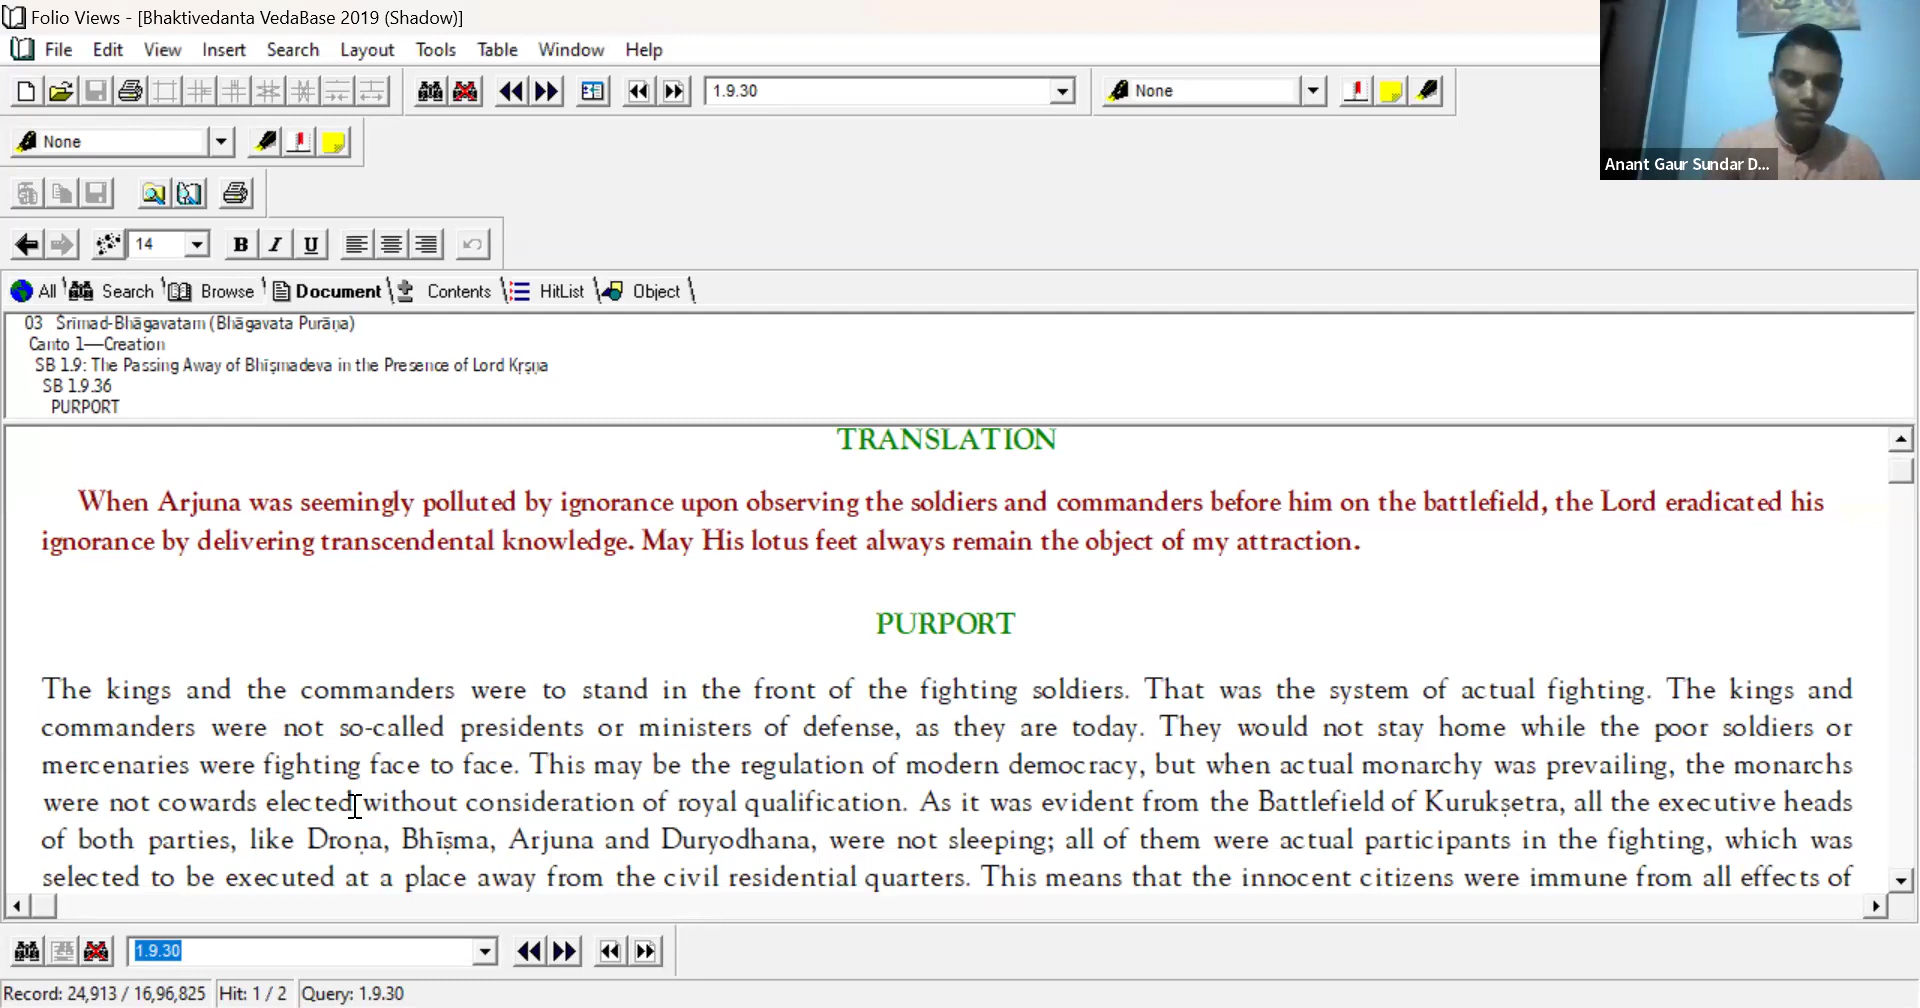 Folio Views - [Bhaktivedanta VedaBase 2019 (Shadow)]
File Edit View Insert Search Layout Tools Table Window Help
1.9.30 None
None
14 B I U
All Search Browse Document Contents HitList Object
03 Śrīmad-Bhāgavatam (Bhāgavata Purāṇa)
Canto 1—Creation
SB 1.9: The Passing Away of Bhīṣmadeva in the Presence of Lord Kṛṣṇa
SB 1.9.36
PURPORT
Anant Gaur Sundar D...
TRANSLATION
When Arjuna was seemingly polluted by ignorance upon observing the soldiers and commanders before him on the battlefield, the Lord eradicated his
ignorance by delivering transcendental knowledge. May His lotus feet always remain the object of my attraction.
PURPORT
The kings and the commanders were to stand in the front of the fighting soldiers. That was the system of actual fighting. The kings and
commanders were not so-called presidents or ministers of defense, as they are today. They would not stay home while the poor soldiers or
mercenaries were fighting face to face. This may be the regulation of modern democracy, but when actual monarchy was prevailing, the monarchs
were not cowards elected without consideration of royal qualification. As it was evident from the Battlefield of Kurukṣetra, all the executive heads
of both parties, like Droṇa, Bhīṣma, Arjuna and Duryodhana, were not sleeping; all of them were actual participants in the fighting, which was
selected to be executed at a place away from the civil residential quarters. This means that the innocent citizens were immune from all effects of
1.9.30
Record: 24,913 / 16,96,825 Hit: 1 / 2 Query: 1.9.30